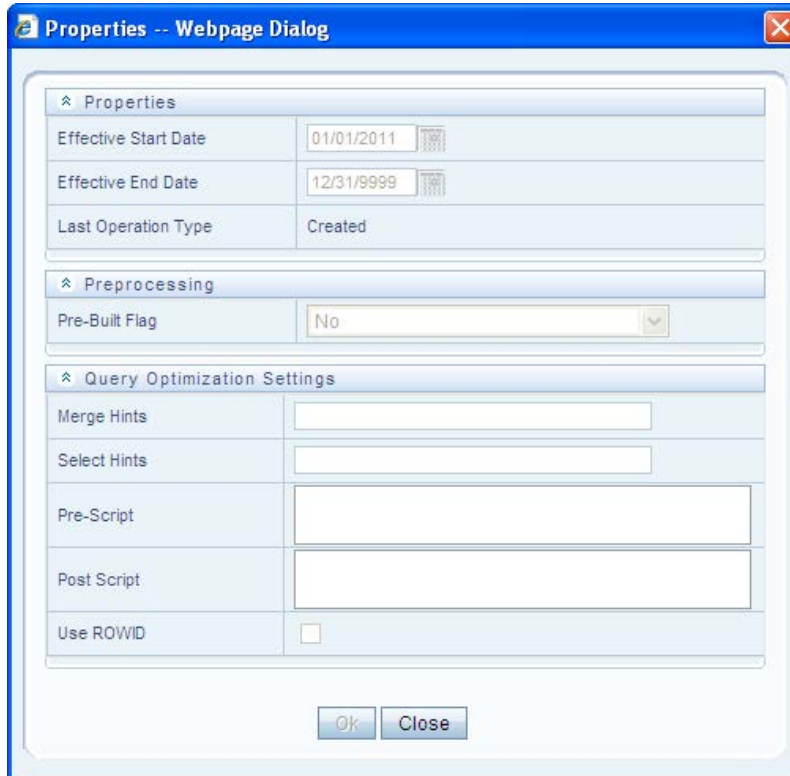 Properties -- Webpage Dialog
Properties
Effective Start Date 01/01/2011
Effective End Date 12/31/9999
Last Operation Type Created
Preprocessing
Pre-Built Flag No
Query Optimization Settings
Merge Hints
Select Hints
Pre-Script
Post Script
Use ROWID
Ok Close